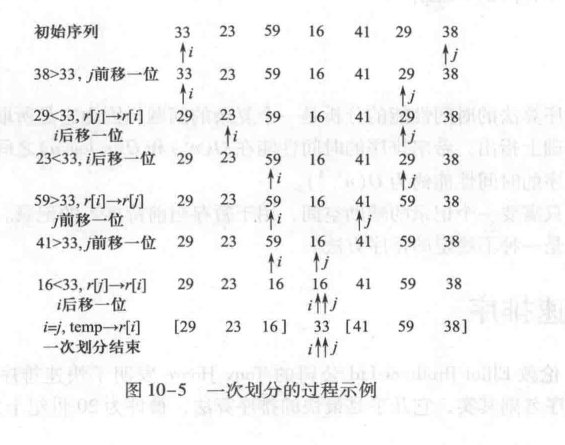 初始序列 33 23 59 16 41 29 38
↑i ↑j
38>33, j前移一位 33 23 59 16 41 29 38
↑i ↑j
29<33, r[j]→r[i] 29 23 59 16 41 29 38
i后移一位 ↑i ↑j
23<33, i后移一位 29 23 59 16 41 29 38
↑i ↑j
59>33, r[i]→r[j] 29 23 59 16 41 59 38
j前移一位 ↑i ↑j
41>33, j前移一位 29 23 59 16 41 59 38
↑i ↑j
16<33, r[j]→r[i] 29 23 16 16 41 59 38
i后移一位 i↑↑j
i=j, temp→r[i] [29 23 16] 33 [41 59 38]
一次划分结束 i↑↑j
图 10-5 一次划分的过程示例